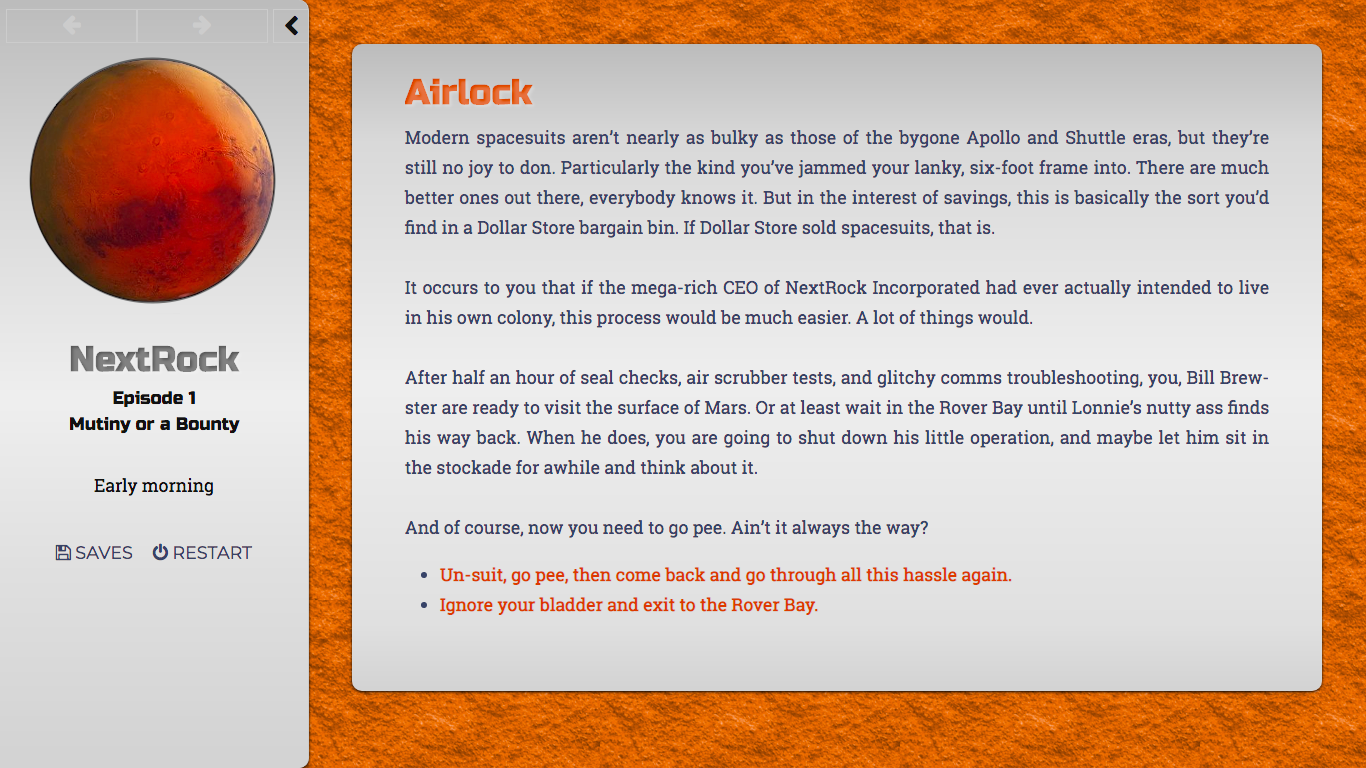 NextRock
Episode 1
Mutiny or a Bounty
Early morning
SAVES RESTART
Airlock
Modern spacesuits aren’t nearly as bulky as those of the bygone Apollo and Shuttle eras, but they’re
still no joy to don. Particularly the kind you’ve jammed your lanky, six-foot frame into. There are much
better ones out there, everybody knows it. But in the interest of savings, this is basically the sort you’d
find in a Dollar Store bargain bin. If Dollar Store sold spacesuits, that is.
It occurs to you that if the mega-rich CEO of NextRock Incorporated had ever actually intended to live
in his own colony, this process would be much easier. A lot of things would.
After half an hour of seal checks, air scrubber tests, and glitchy comms troubleshooting, you, Bill Brew-
ster are ready to visit the surface of Mars. Or at least wait in the Rover Bay until Lonnie’s nutty ass finds
his way back. When he does, you are going to shut down his little operation, and maybe let him sit in
the stockade for awhile and think about it.
And of course, now you need to go pee. Ain’t it always the way?
• Un-suit, go pee, then come back and go through all this hassle again.
• Ignore your bladder and exit to the Rover Bay.